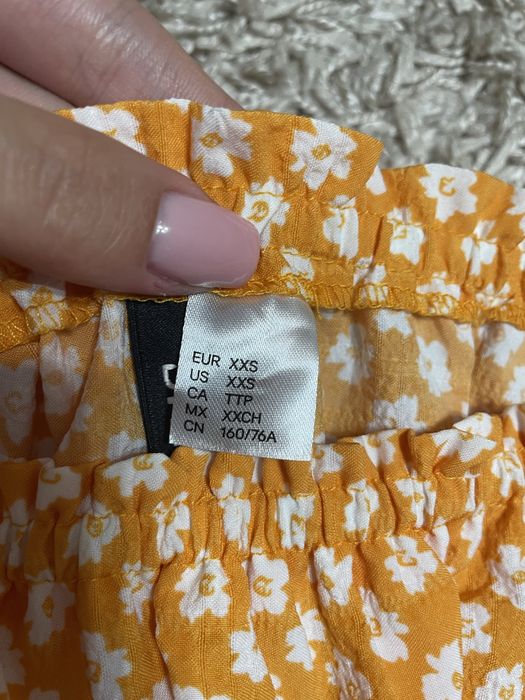 EUR XXS
US XXS
CA TTP
MX XXCH
CN 160/76A